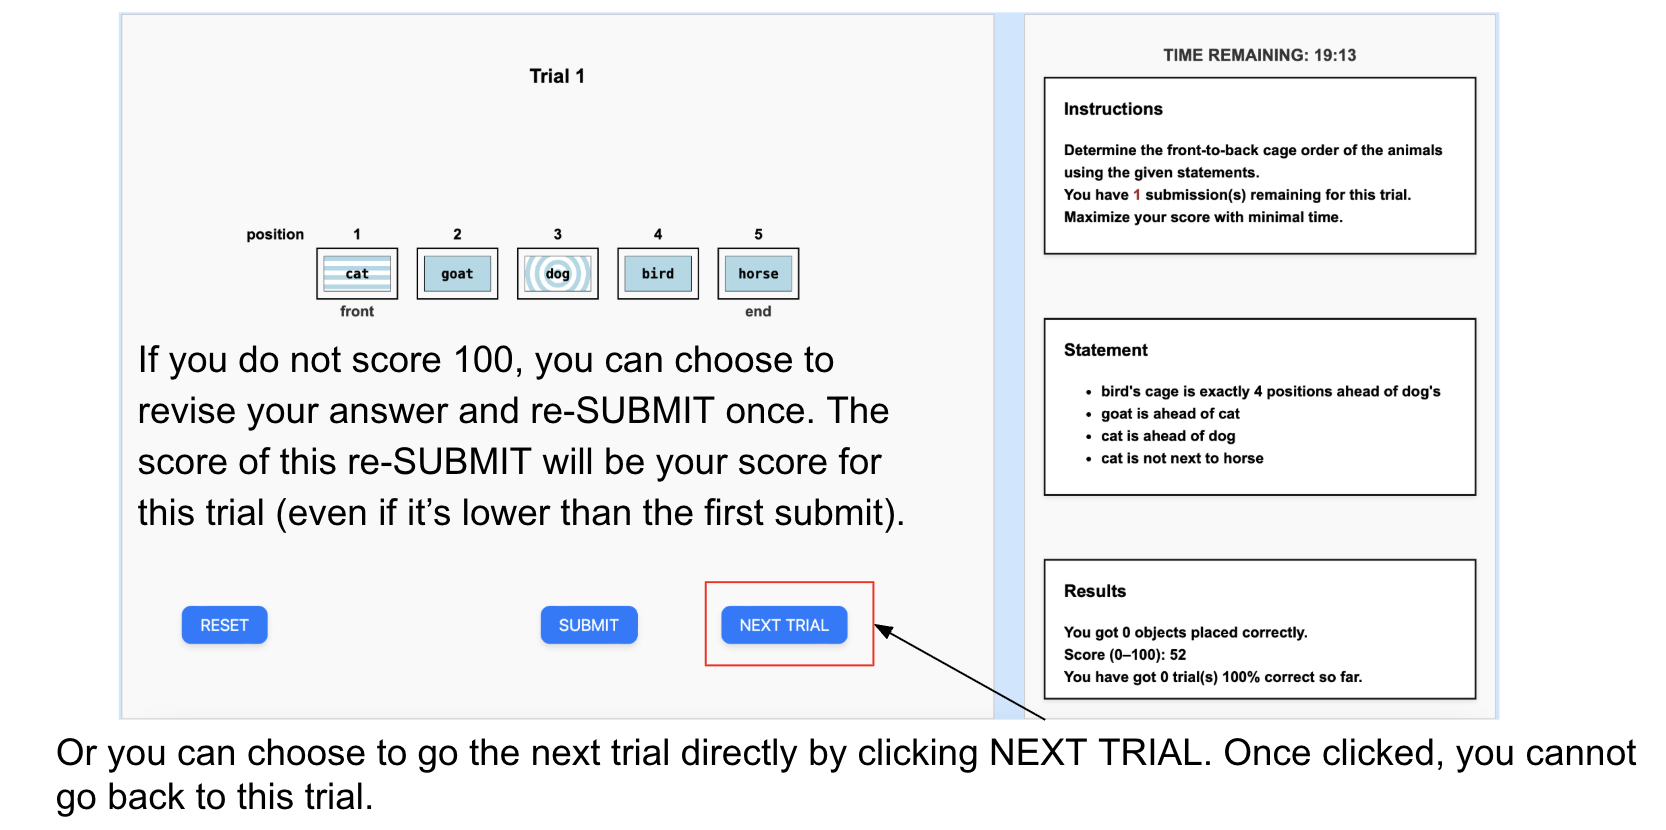 Trial 1
position 1 2 3 4 5
cat goat dog bird horse
front end
If you do not score 100, you can choose to
revise your answer and re-SUBMIT once. The
score of this re-SUBMIT will be your score for
this trial (even if it’s lower than the first submit).
RESET SUBMIT NEXT TRIAL
TIME REMAINING: 19:13
Instructions
Determine the front-to-back cage order of the animals
using the given statements.
You have 1 submission(s) remaining for this trial.
Maximize your score with minimal time.
Statement
• bird's cage is exactly 4 positions ahead of dog's
• goat is ahead of cat
• cat is ahead of dog
• cat is not next to horse
Results
You got 0 objects placed correctly.
Score (0–100): 52
You have got 0 trial(s) 100% correct so far.
Or you can choose to go the next trial directly by clicking NEXT TRIAL. Once clicked, you cannot
go back to this trial.